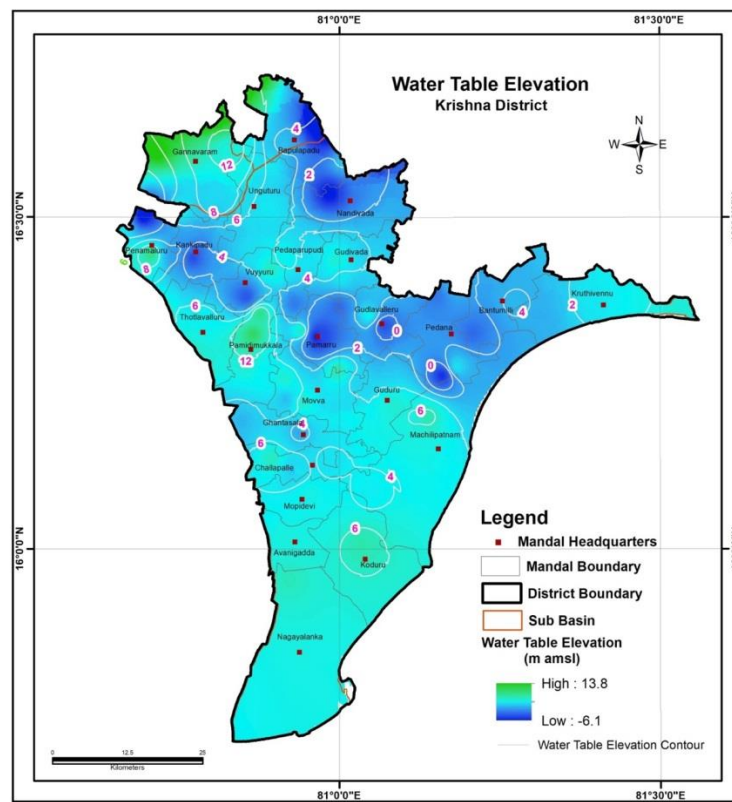 81°0'0"E
81°30'0"E
Water Table Elevation
Krishna District
N
W
E
S
4
Bapulapadu
Gannavaram
12
2
Unguturu
Nandivada
8
6
16°30'0"N
Penamaluru
Kankipadu
4
Pedaparupudi
Gudivada
6
8
Vuyyuru
4
Kruthivennu
Bantumilli
6
4
2
Thotlavalluru
Gudlavalleru
0
Pedana
Pamarru
Pamidimukkala
2
12
0
Movva
Guduru
Ghantasala
4
6
Machilipatnam
6
Challapalle
4
Mopidevi
6
Legend
Mandal Headquarters
Mandal Boundary
District Boundary
Sub Basin
Water Table Elevation
(m amsl)
High : 13.8
Low : -6.1
Water Table Elevation Contour
16°0'0"N
Avanigadda
Koduru
Nagayalanka
0
12.5
25
Kilometers
81°0'0"E
81°30'0"E